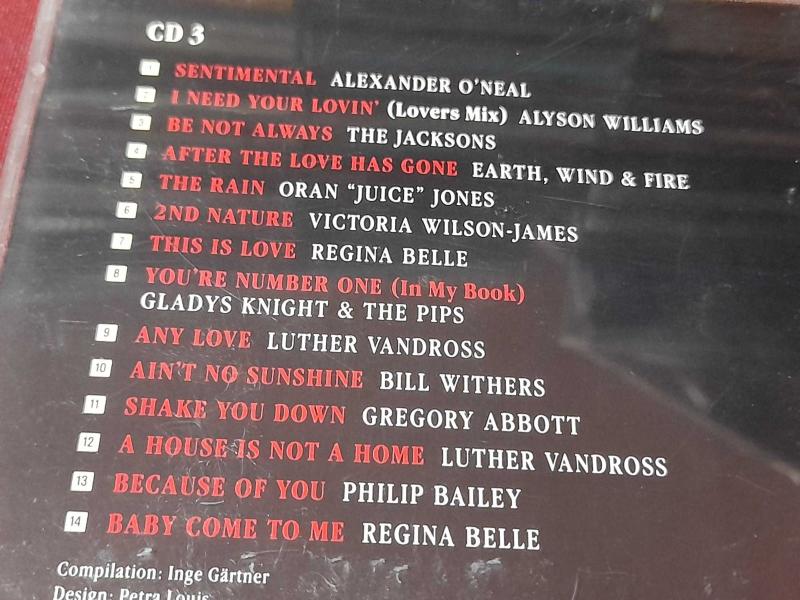 CD 3
1 SENTIMENTAL ALEXANDER O'NEAL
2 I NEED YOUR LOVIN' (Lovers Mix) ALYSON WILLIAMS
3 BE NOT ALWAYS THE JACKSONS
4 AFTER THE LOVE HAS GONE EARTH, WIND & FIRE
5 THE RAIN ORAN "JUICE" JONES
6 2ND NATURE VICTORIA WILSON-JAMES
7 THIS IS LOVE REGINA BELLE
8 YOU'RE NUMBER ONE (In My Book)
GLADYS KNIGHT & THE PIPS
9 ANY LOVE LUTHER VANDROSS
10 AIN'T NO SUNSHINE BILL WITHERS
11 SHAKE YOU DOWN GREGORY ABBOTT
12 A HOUSE IS NOT A HOME LUTHER VANDROSS
13 BECAUSE OF YOU PHILIP BAILEY
14 BABY COME TO ME REGINA BELLE
Compilation: Inge Gärtner
Design: Petra Louis